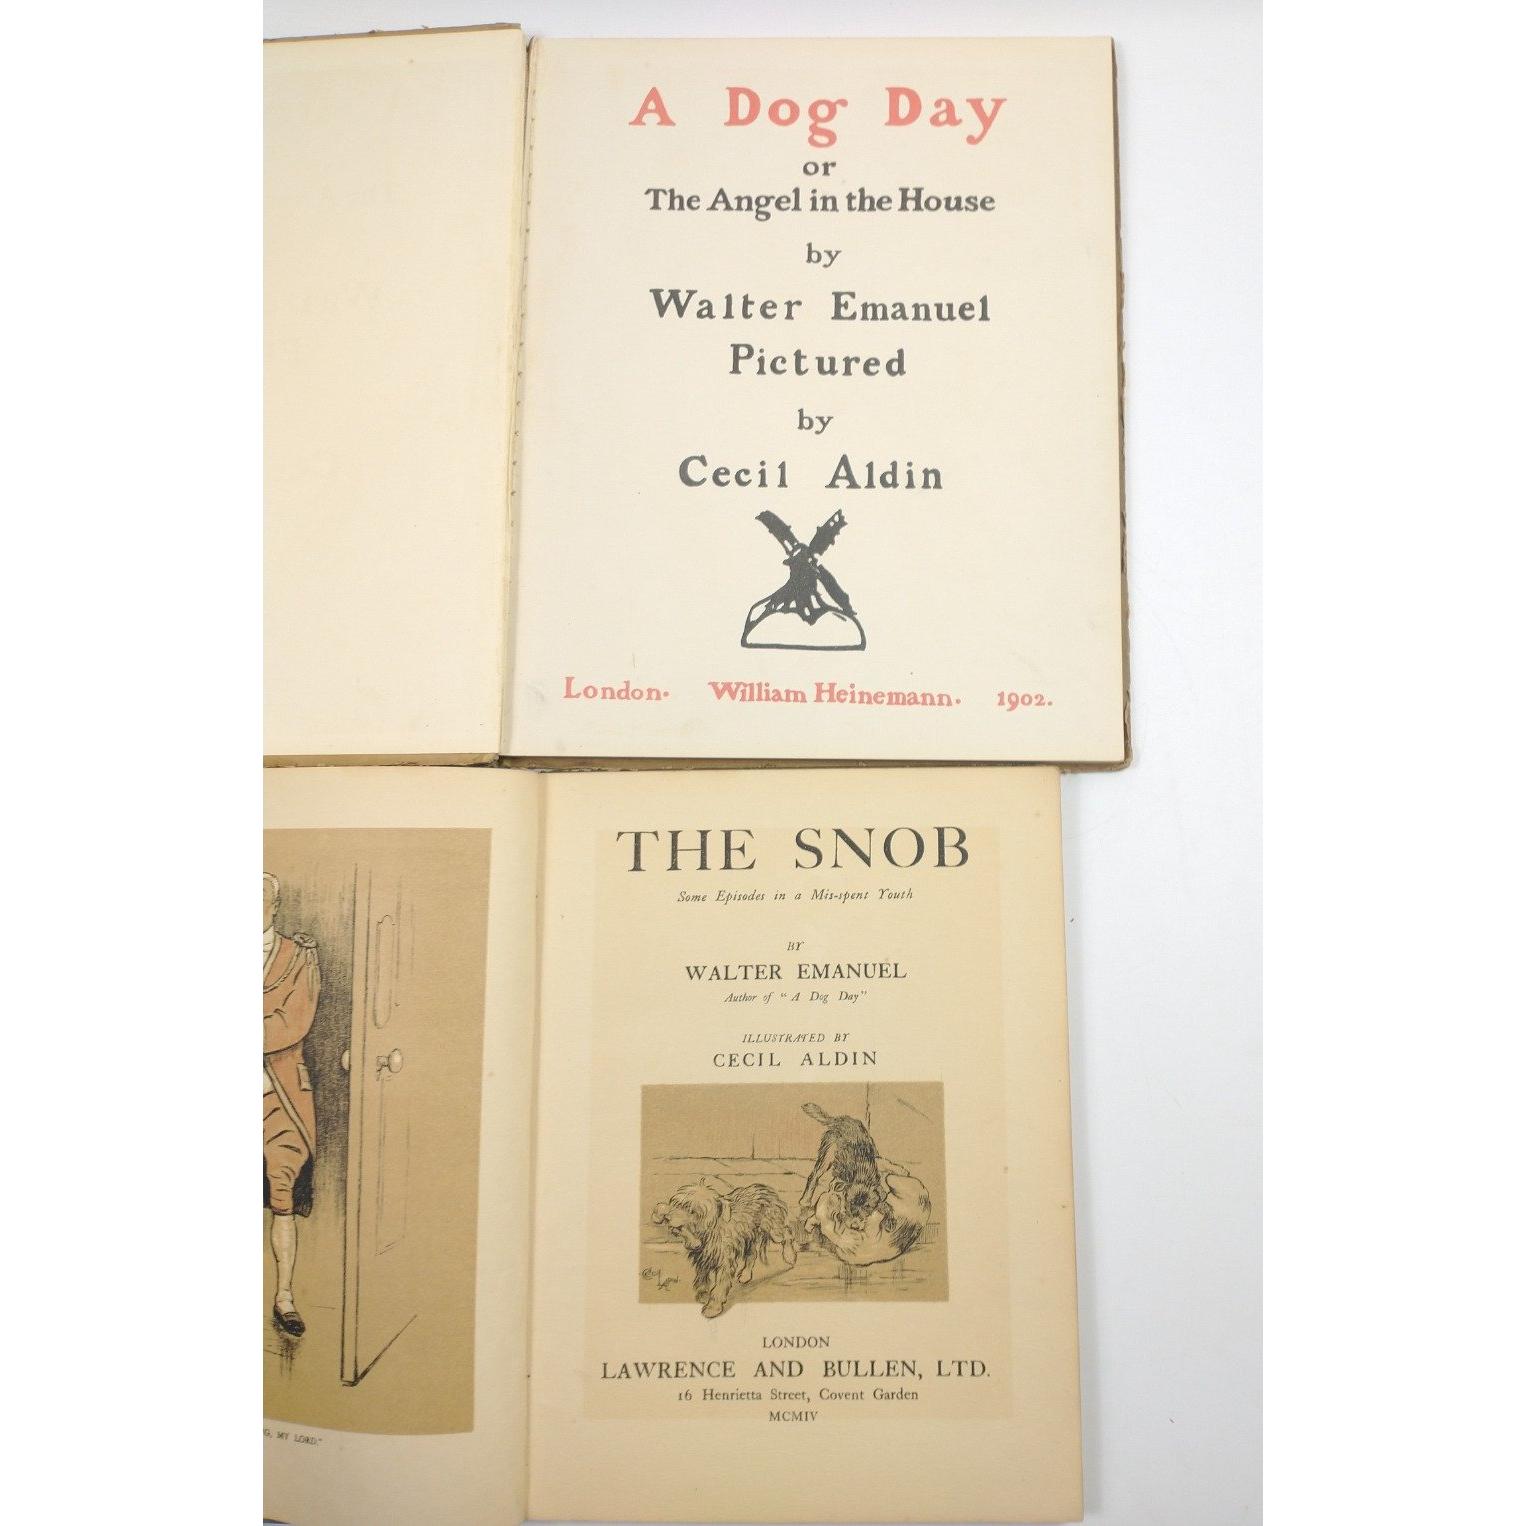 A Dog Day
or
The Angel in the House
by
Walter Emanuel
Pictured
by
Cecil Aldin
London. William Heinemann. 1902.
THE SNOB
Some Episodes in a Mis-spent Youth
BY
WALTER EMANUEL
Author of "A Dog Day"
ILLUSTRATED BY
CECIL ALDIN
Cecil Aldin
LONDON
LAWRENCE AND BULLEN, LTD.
16 Henrietta Street, Covent Garden
MCMIV
MY LORD."